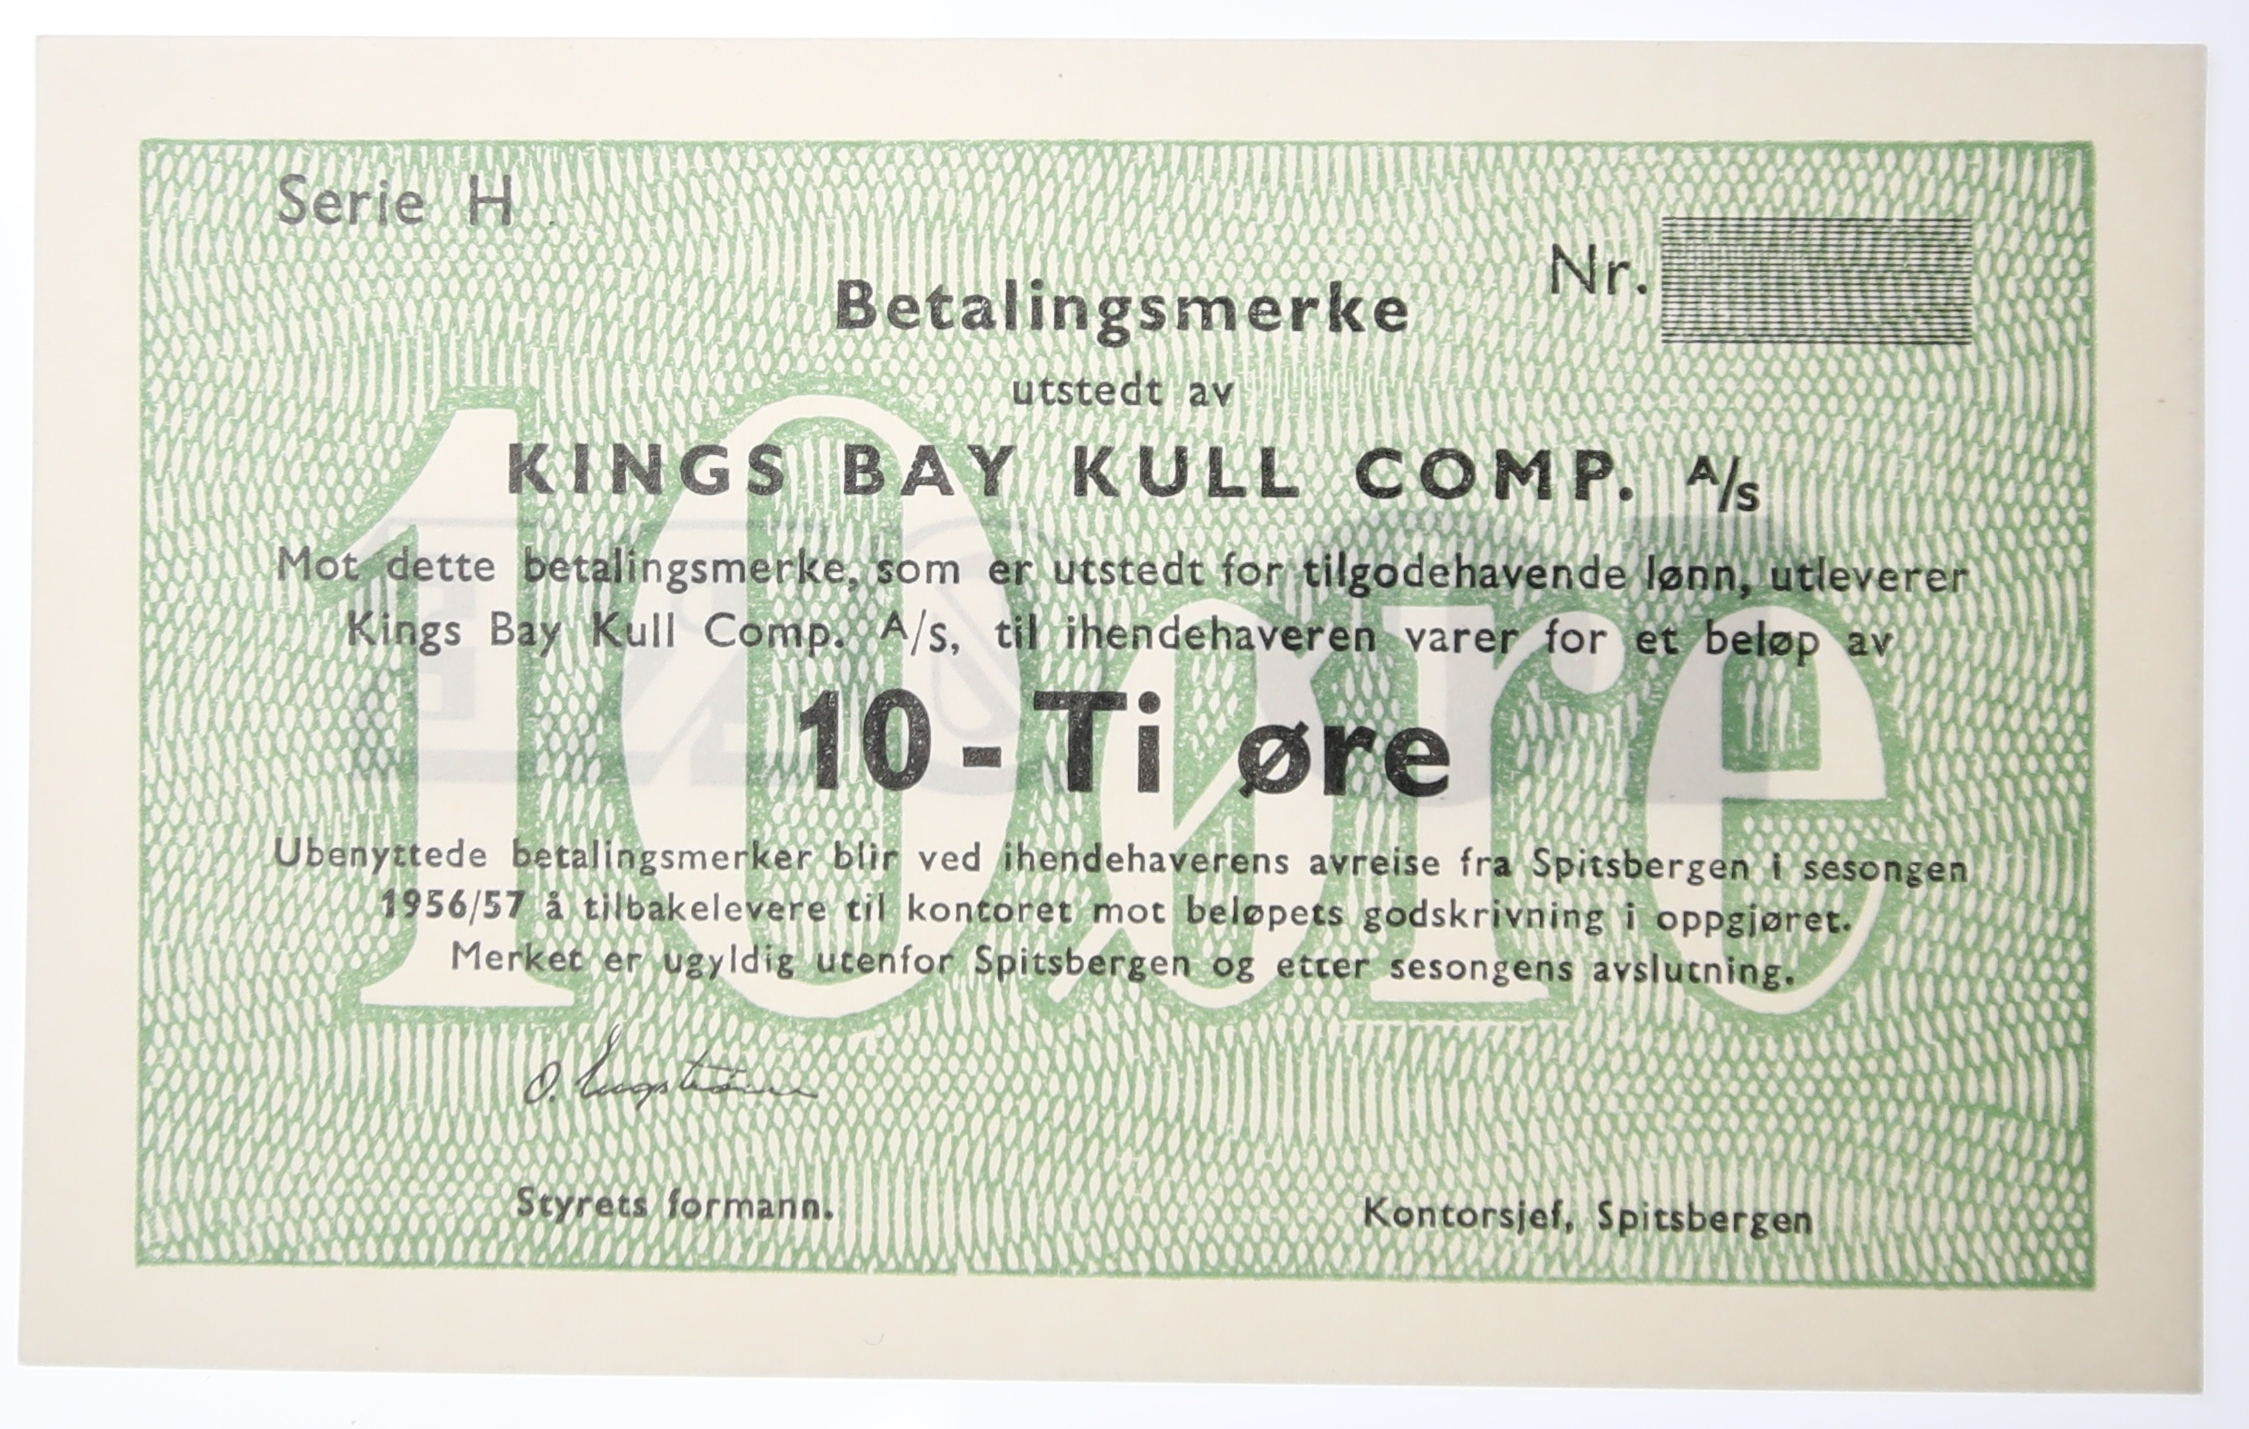 Serie H
Nr.
Betalingsmerke
utstedt av
KINGS BAY KULL COMP. A/s
10 øre
Mot dette betalingsmerke, som er utstedt for tilgodehavende lønn, utleverer
Kings Bay Kull Comp. A/s, til ihendehaveren varer for et beløp av
10 - Ti øre
Ubenyttede betalingsmerker blir ved ihendehaverens avreise fra Spitsbergen i sesongen
1956/57 å tilbakelevere til kontoret mot beløpets godskrivning i oppgjøret.
Merket er ugyldig utenfor Spitsbergen og etter sesongens avslutning.
Styrets formann.
Kontorsjef, Spitsbergen